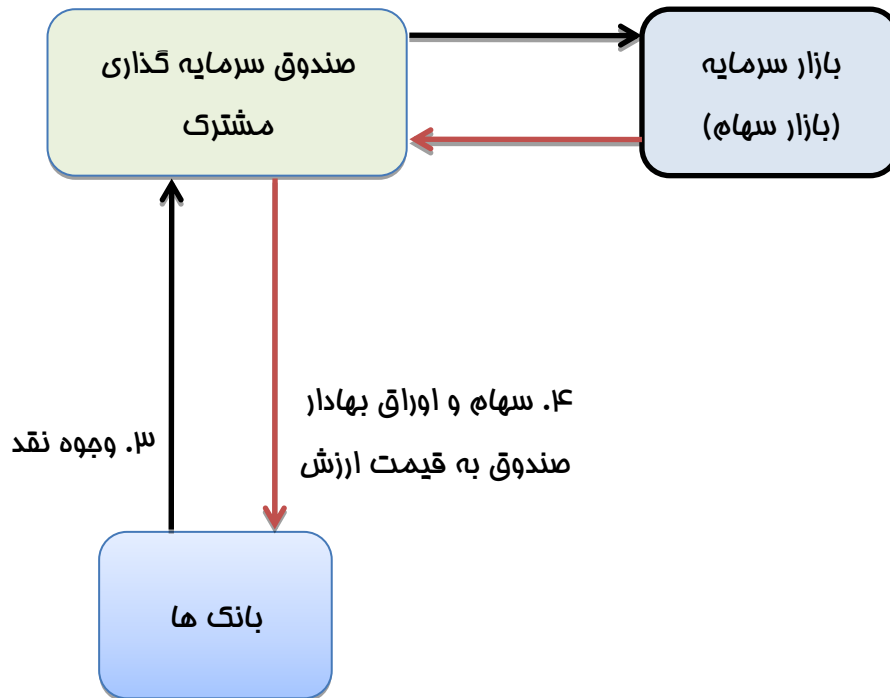 صندوق سرمایه گذاری
مشترک
بازار سرمایه
(بازار سهام)
۴. سهام و اوراق بهادار
صندوق به قیمت ارزش
۳. وجوه نقد
بانک ها